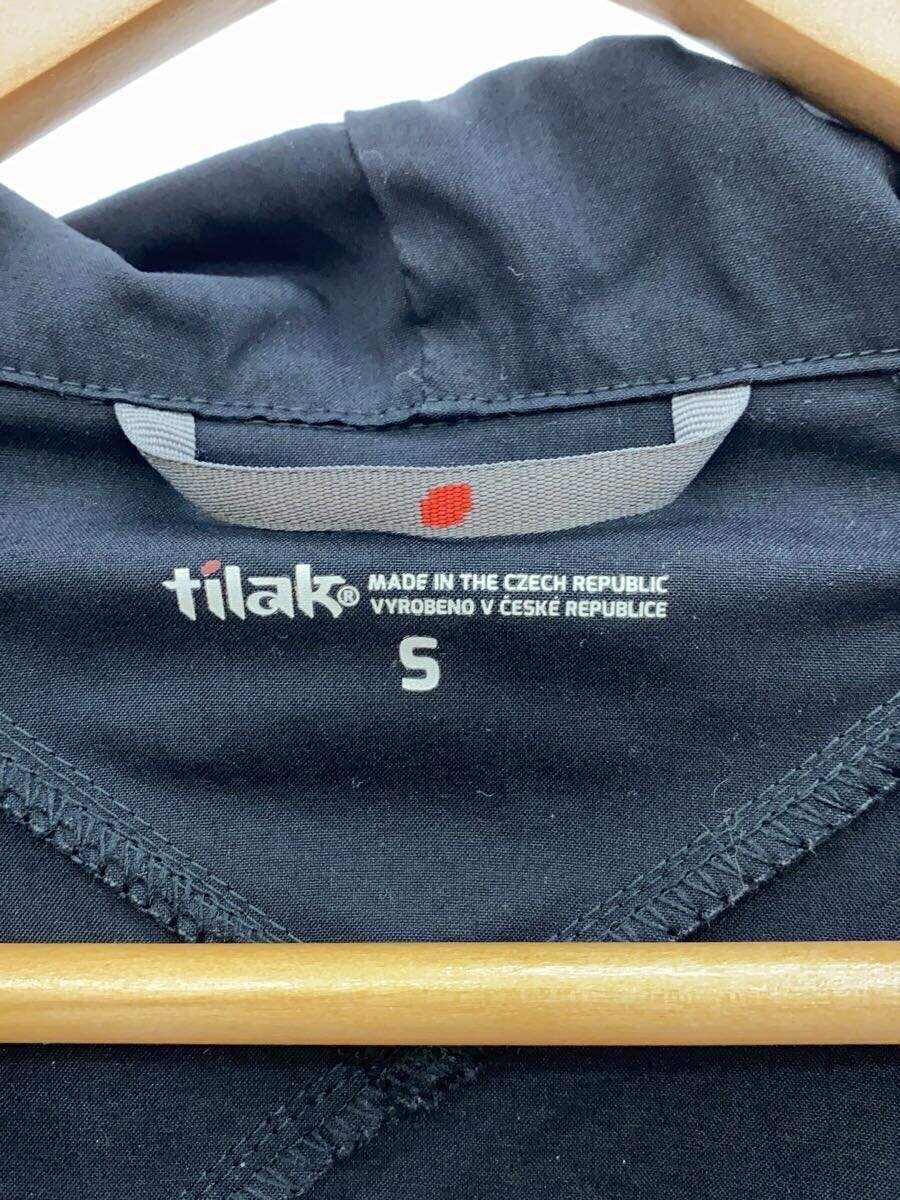 tilak® MADE IN THE CZECH REPUBLIC
VYROBENO V ČESKÉ REPUBLICE
S